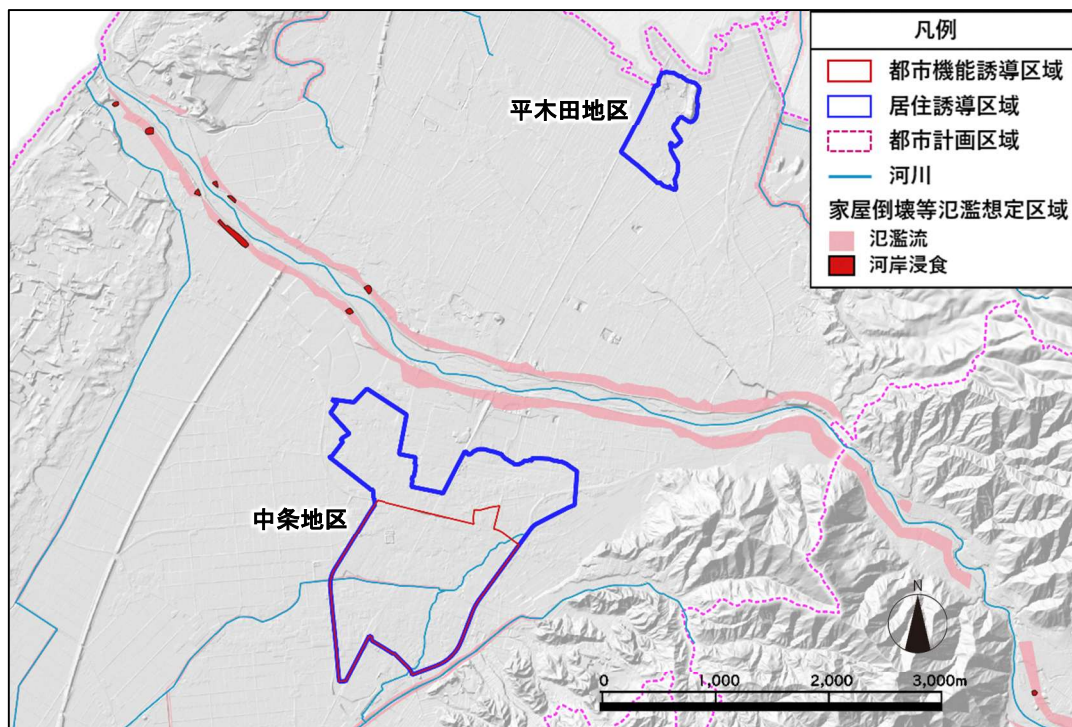 凡例
都市機能誘導区域
居住誘導区域
都市計画区域
河川
家屋倒壊等氾濫想定区域
氾濫流
河岸浸食
平木田地区
中条地区
N
0 1,000 2,000 3,000m